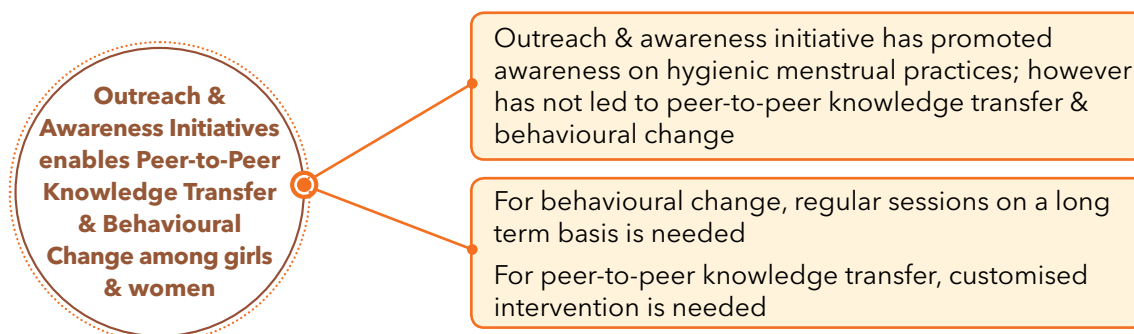 Outreach &
Awareness Initiatives
enables Peer-to-Peer
Knowledge Transfer
& Behavioural
Change among girls
& women
Outreach & awareness initiative has promoted
awareness on hygienic menstrual practices; however
has not led to peer-to-peer knowledge transfer &
behavioural change
For behavioural change, regular sessions on a long
term basis is needed
For peer-to-peer knowledge transfer, customised
intervention is needed